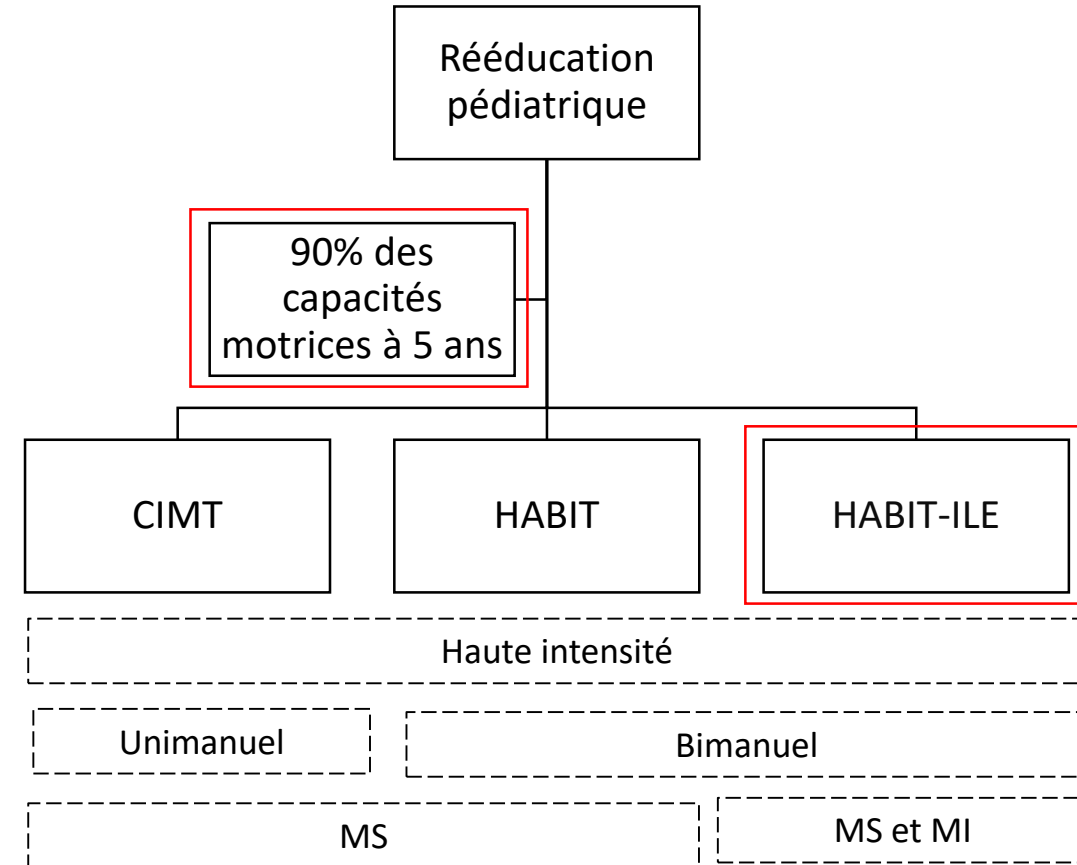 Rééducation
pédiatrique
90% des
capacités
motrices à 5 ans
CIMT
HABIT
HABIT-ILE
Haute intensité
Unimanuel
Bimanuel
MS
MS et MI